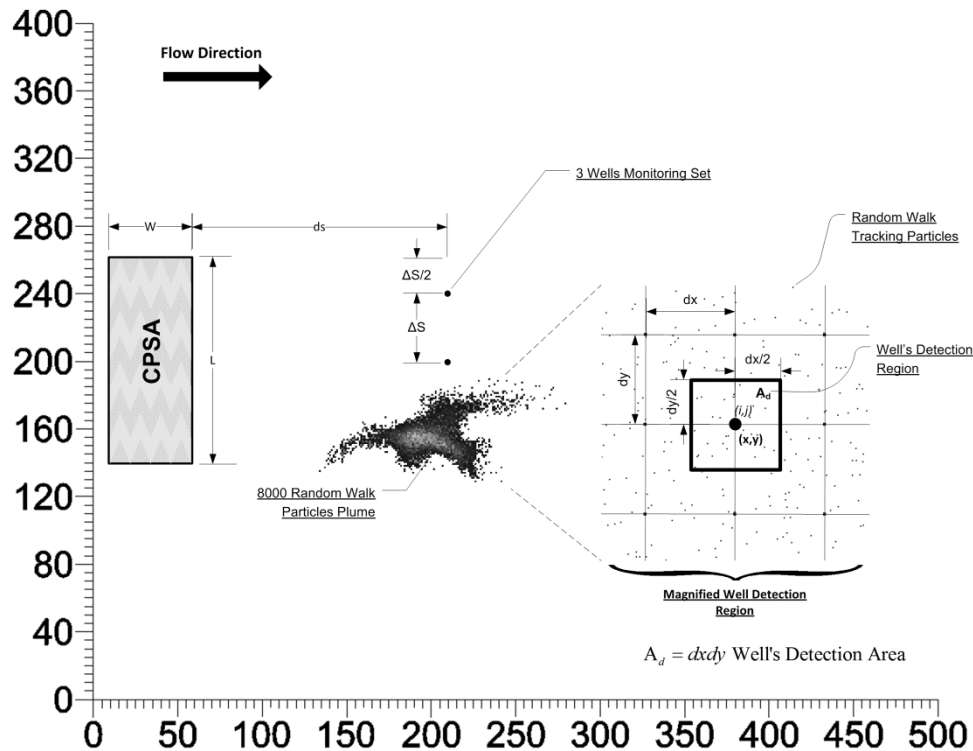 400
360
320
280
240
200
160
120
80
40
0
0 50 100 150 200 250 300 350 400 450 500
Flow Direction
3 Wells Monitoring Set
W
ds
ΔS/2
ΔS
CPSA
L
8000 Random Walk
Particles Plume
Random Walk
Tracking Particles
dx
dy
dx/2
dy/2
Well's Detection
Region
A_d
(i,j)
(x,y)
Magnified Well Detection
Region
A_d = dxdy Well's Detection Area